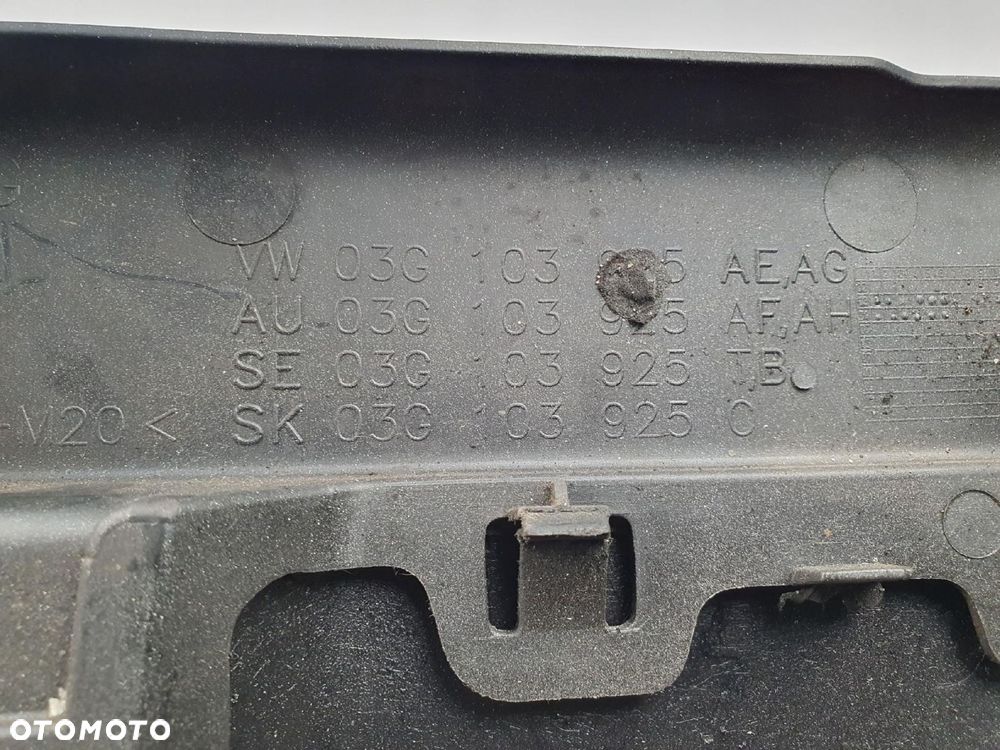 VW 03G 103 925 AE,AG
AU 03G 103 925 AF,AH
SE 03G 103 925 TB
-M20 < SK 03G 103 925 C
OTOMOTO